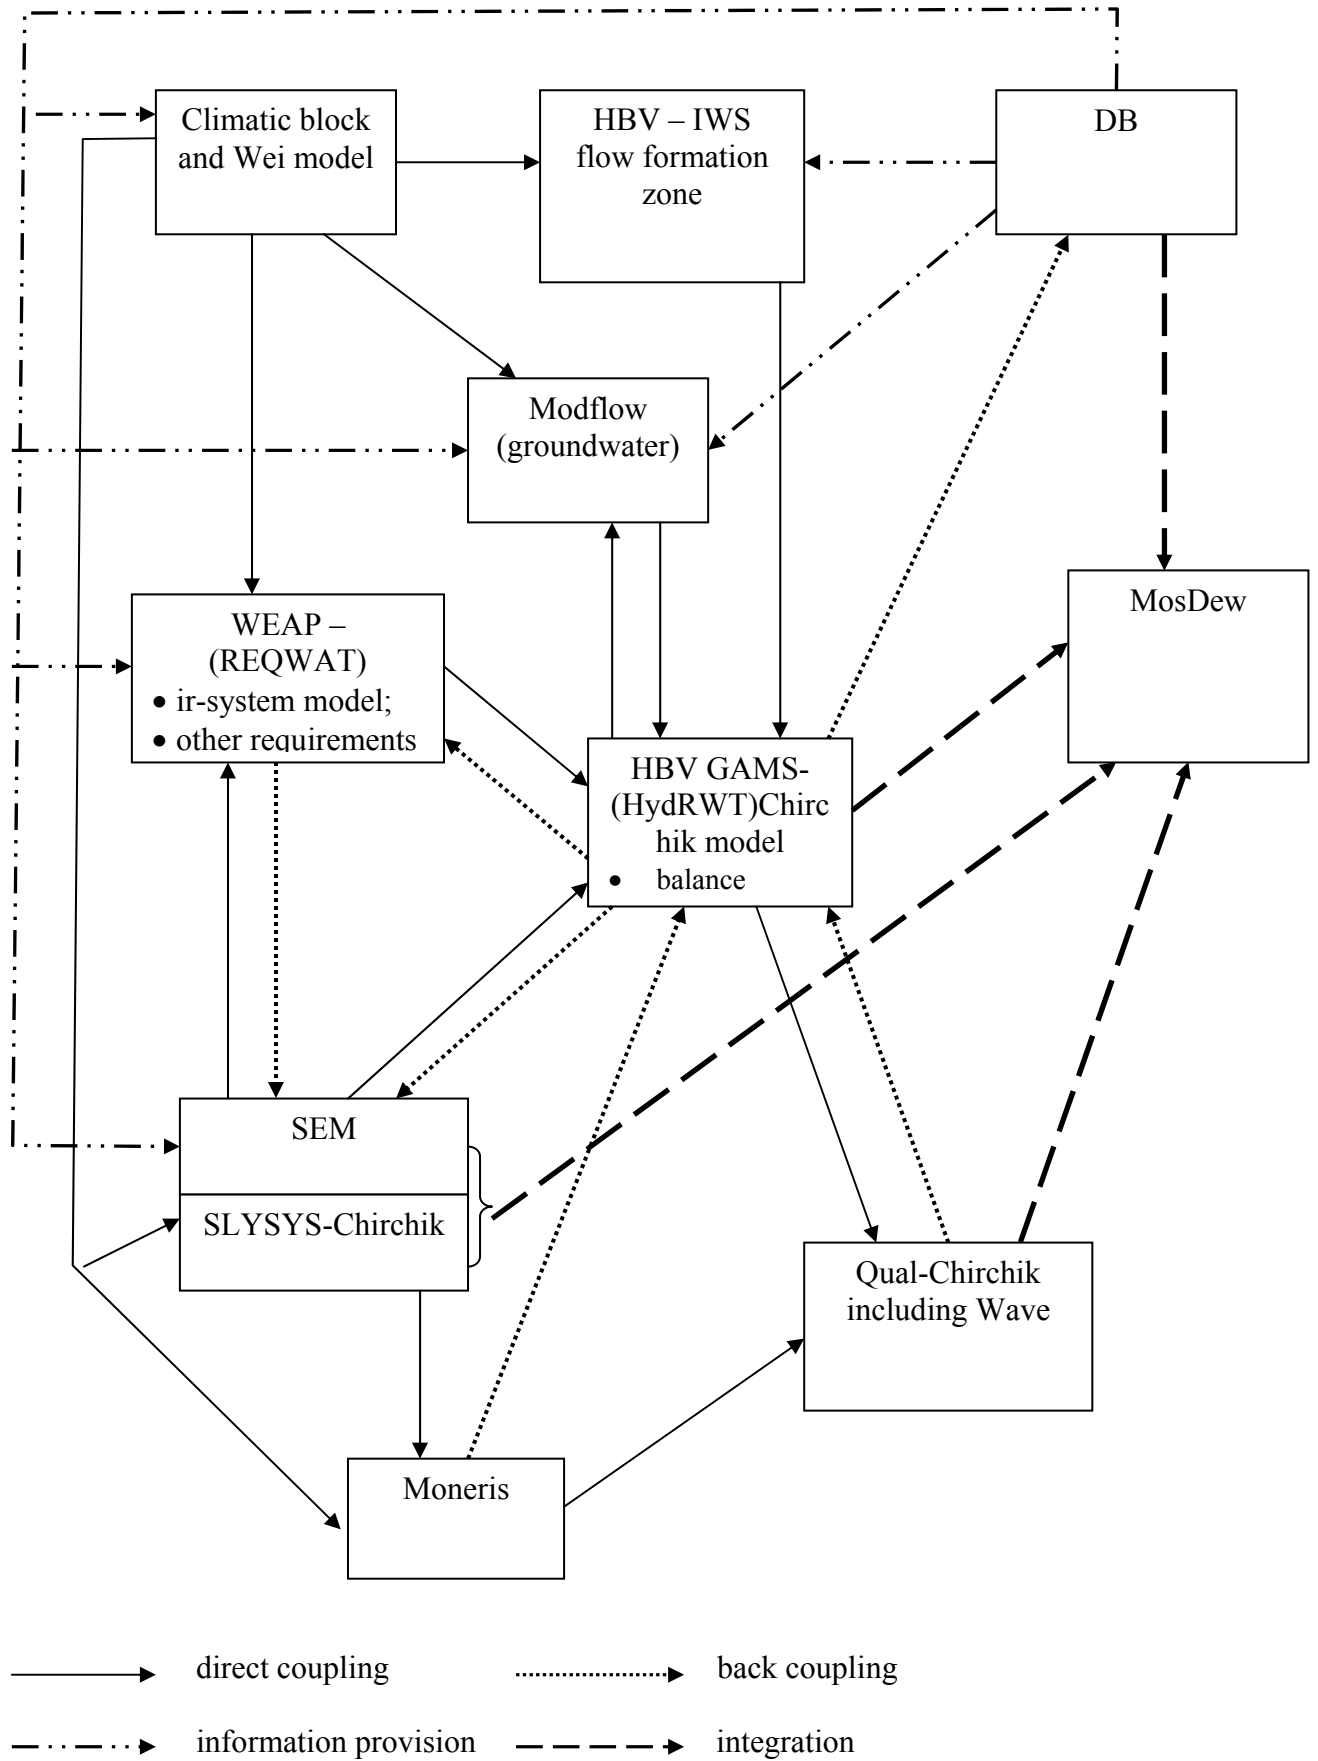 Climatic block
and Wei model
HBV – IWS
flow formation
zone
DB
Modflow
(groundwater)
MosDew
WEAP –
(REQWAT)
• ir-system model;
• other requirements
HBV GAMS-
(HydRWT)Chirc
hik model
• balance
SEM
SLYSYS-Chirchik
Qual-Chirchik
including Wave
Moneris
direct coupling
back coupling
information provision
integration